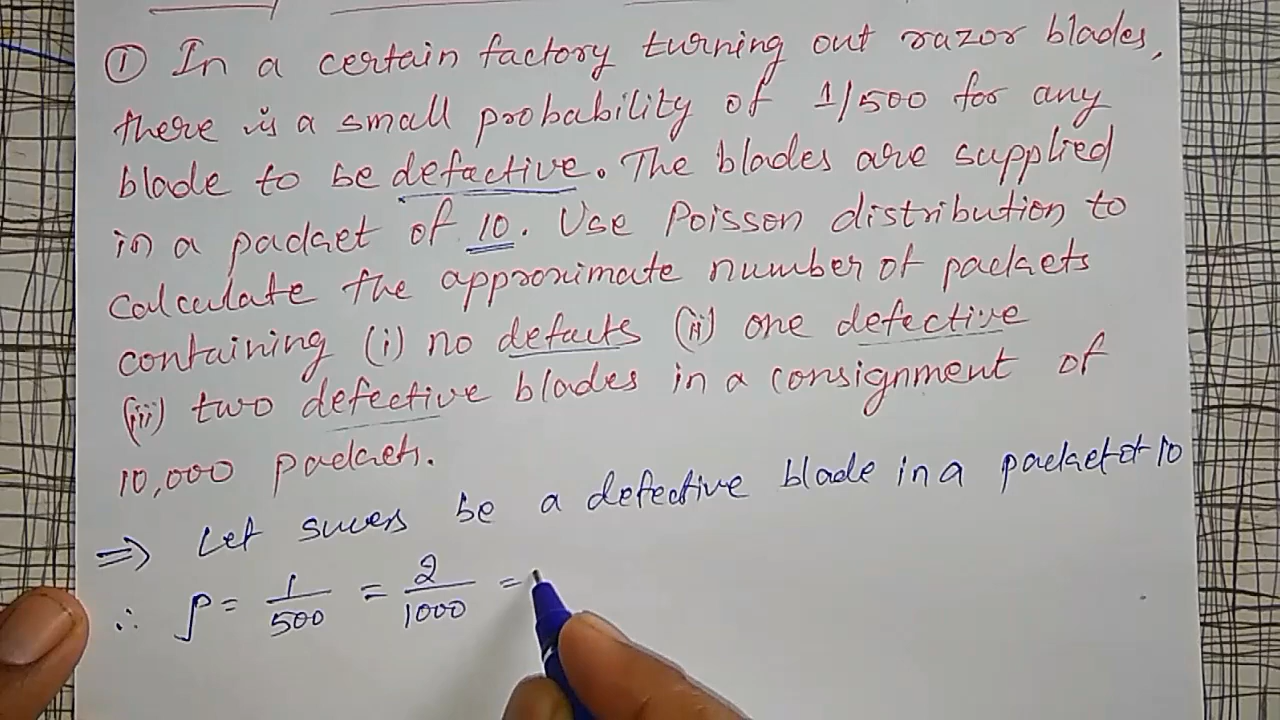 ① In a certain factory turning out razor blades,
there is a small probability of 1/500 for any
blade to be defective. The blades are supplied
in a packet of 10. Use Poisson distribution to
Calculate the approximate number of packets
containing (i) no defects (ii) one defective
(iii) two defective blades in a consignment of
10,000 packets.
⇒ Let success be a defective blade in a packet of 10
∴ p = 1/500 = 2/1000 =